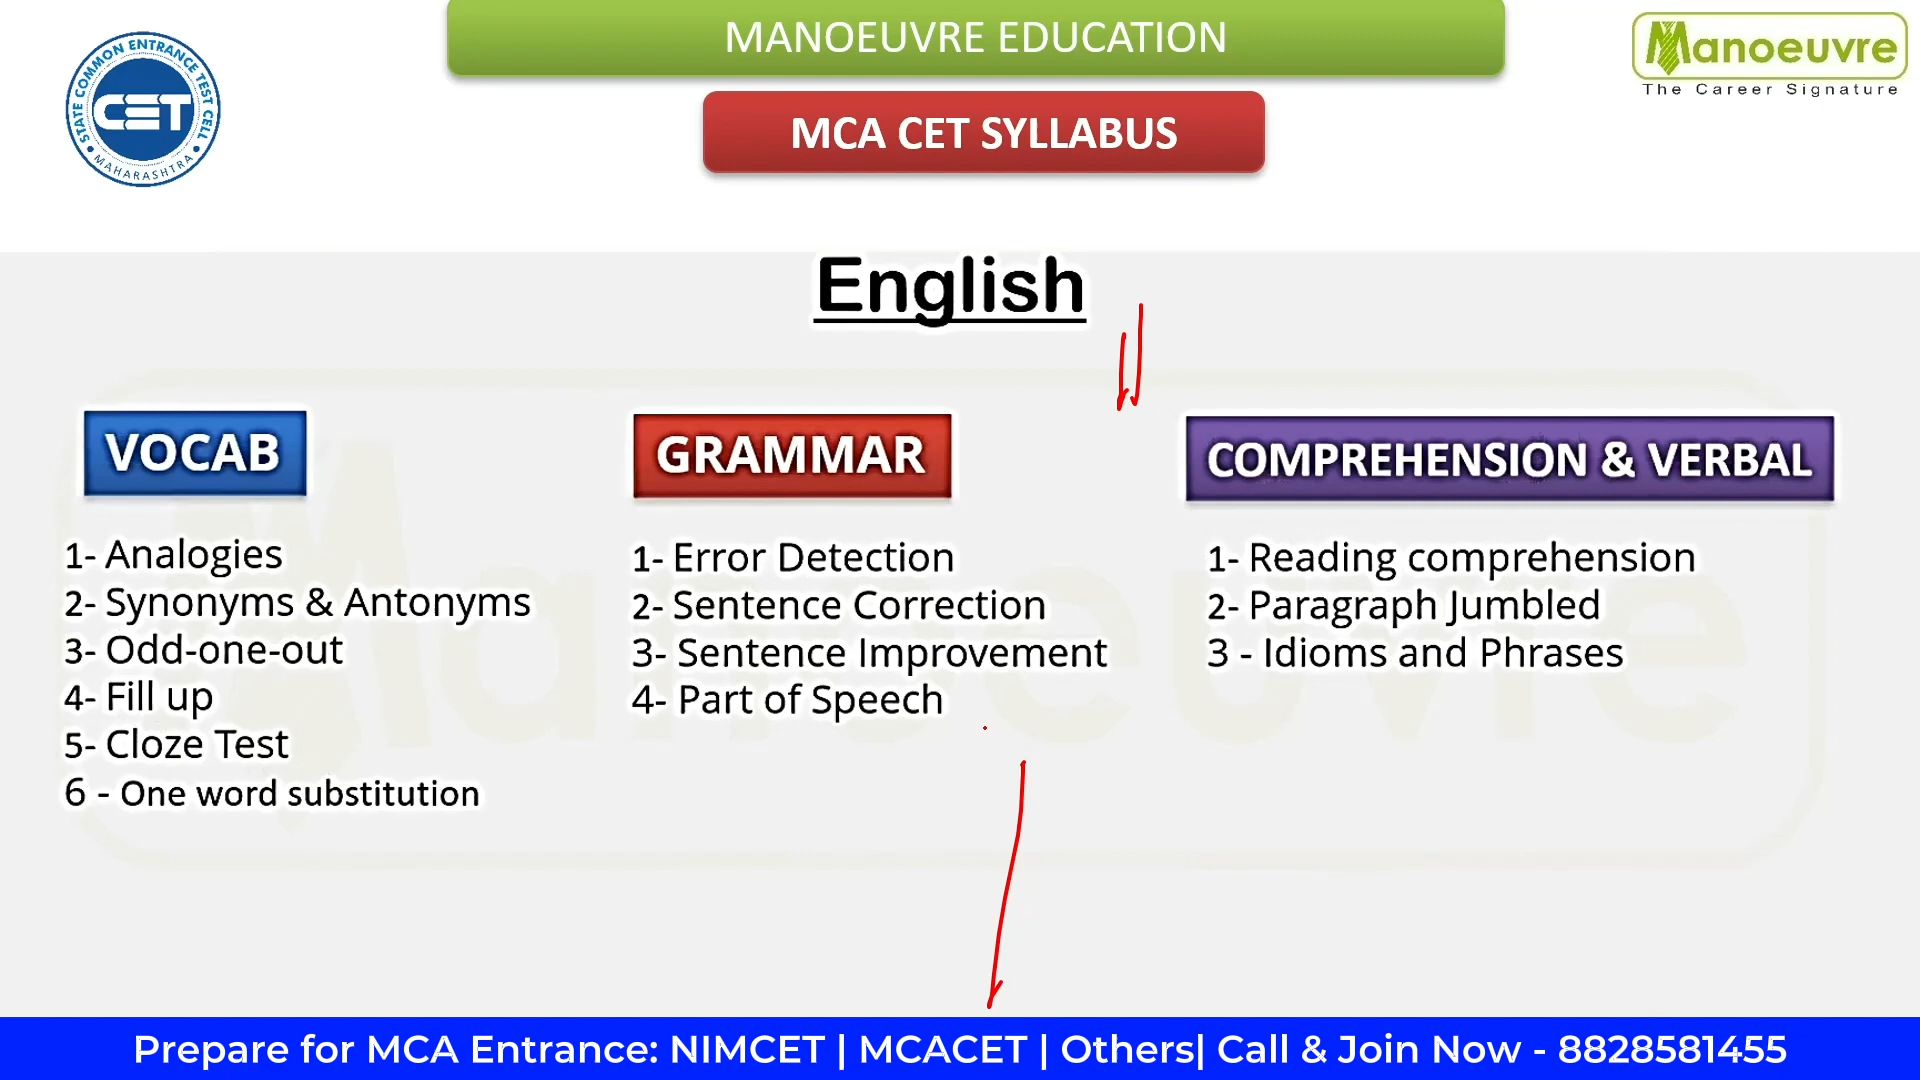 STATE COMMON ENTRANCE TEST CELL
CET
• MAHARASHTRA •
MANOEUVRE EDUCATION
MCA CET SYLLABUS
Manoeuvre
The Career Signature
English
VOCAB
1- Analogies
2- Synonyms & Antonyms
3- Odd-one-out
4- Fill up
5- Cloze Test
6 - One word substitution
GRAMMAR
1- Error Detection
2- Sentence Correction
3- Sentence Improvement
4- Part of Speech
COMPREHENSION & VERBAL
1- Reading comprehension
2- Paragraph Jumbled
3 - Idioms and Phrases
Manoeuvre
Prepare for MCA Entrance: NIMCET | MCACET | Others| Call & Join Now - 8828581455